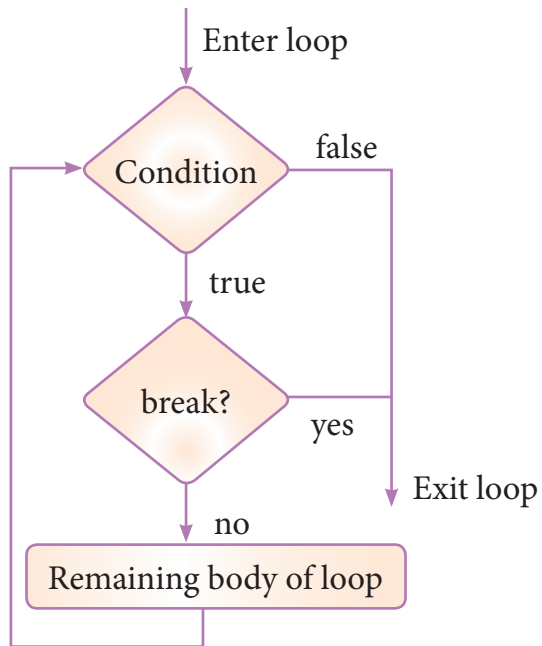 Enter loop
Condition
false
true
break?
yes
Exit loop
no
Remaining body of loop